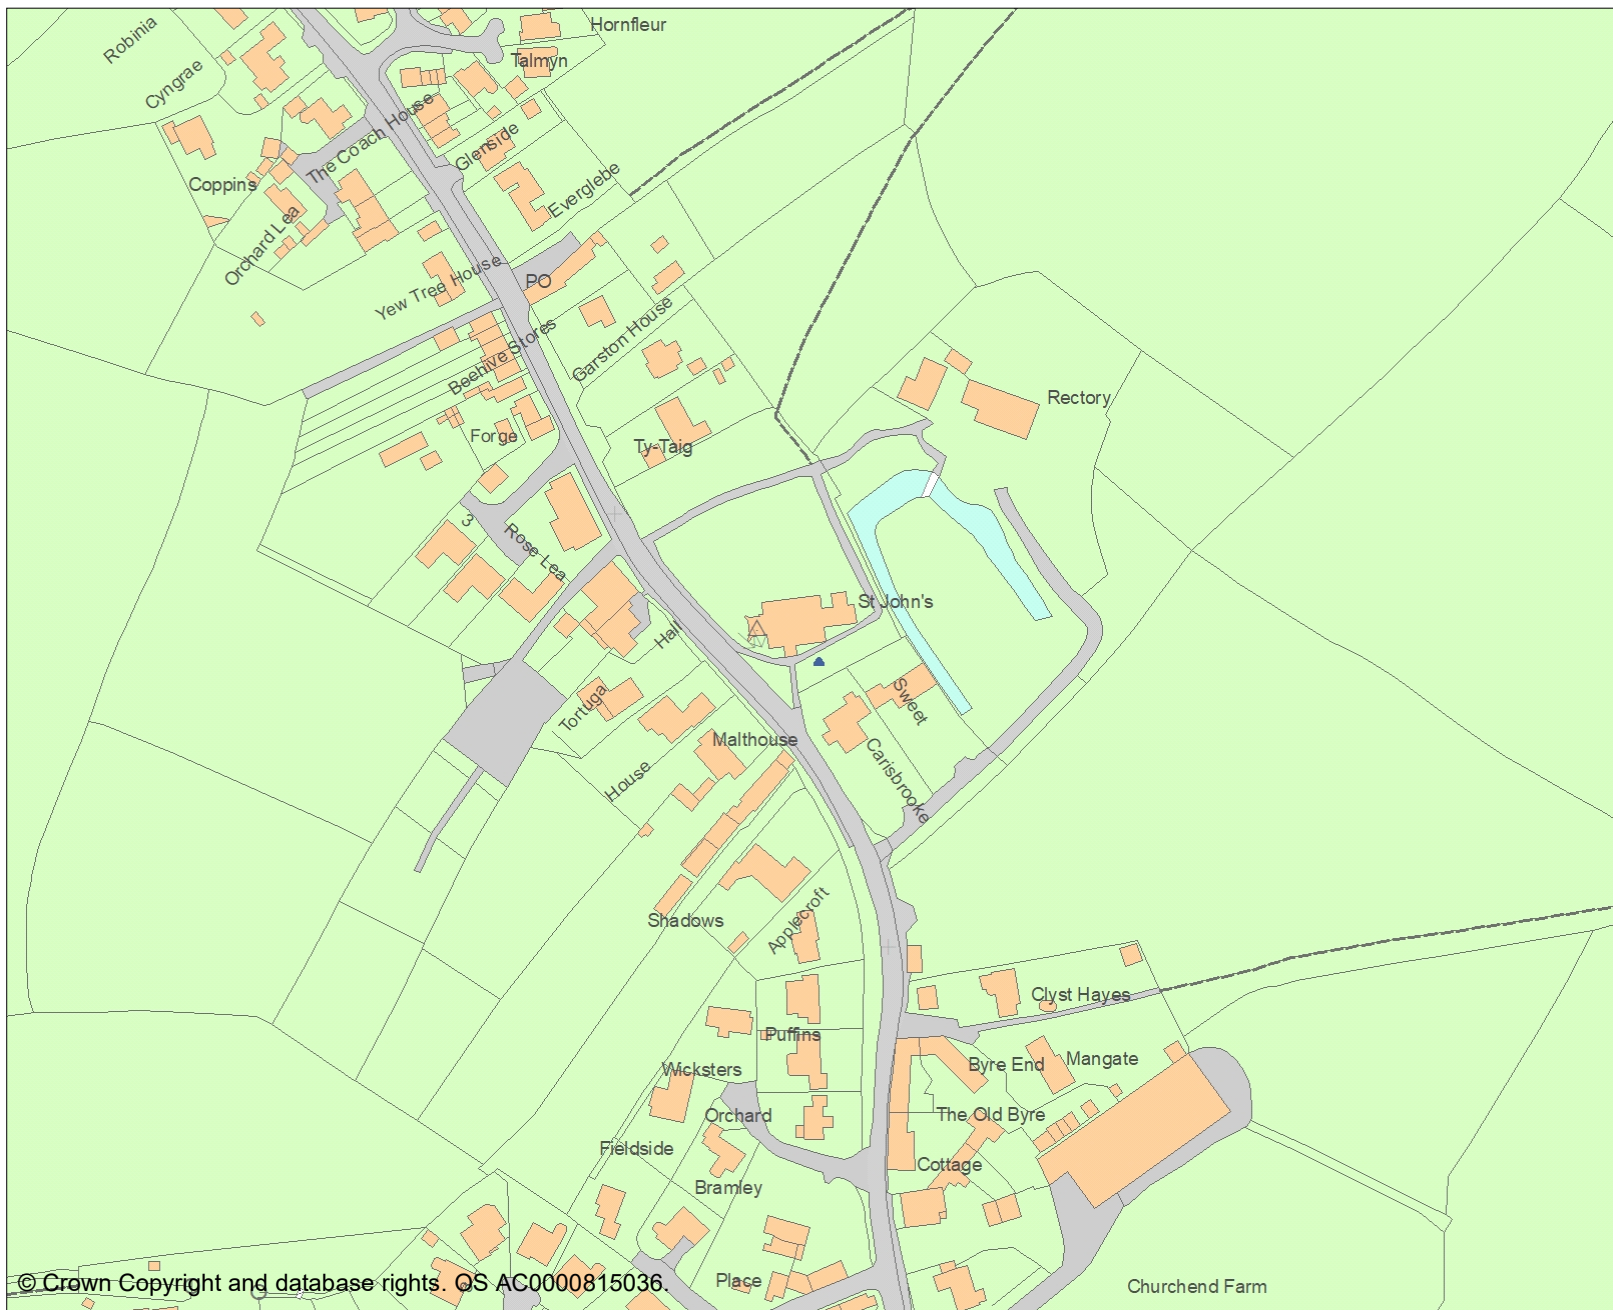 Hornfleur
Robinia
Talmyn
Cyngrae
The Coach House
Glenside
Coppins
Everglebe
Orchard Lea
Yew Tree House
PO
Garston House
Beehive Stores
Rectory
Forge
Ty-Taig
3
Rose Lea
St John's
Hall
Sweet
Tortuga
Malthouse
House
Carisbrooke
Shadows
Applecroft
Clyst Hayes
Puffins
Byre End
Mangate
Wicksters
Orchard
The Old Byre
Fieldside
Cottage
Bramley
Place
Churchend Farm
© Crown Copyright and database rights. OS AC0000815036.